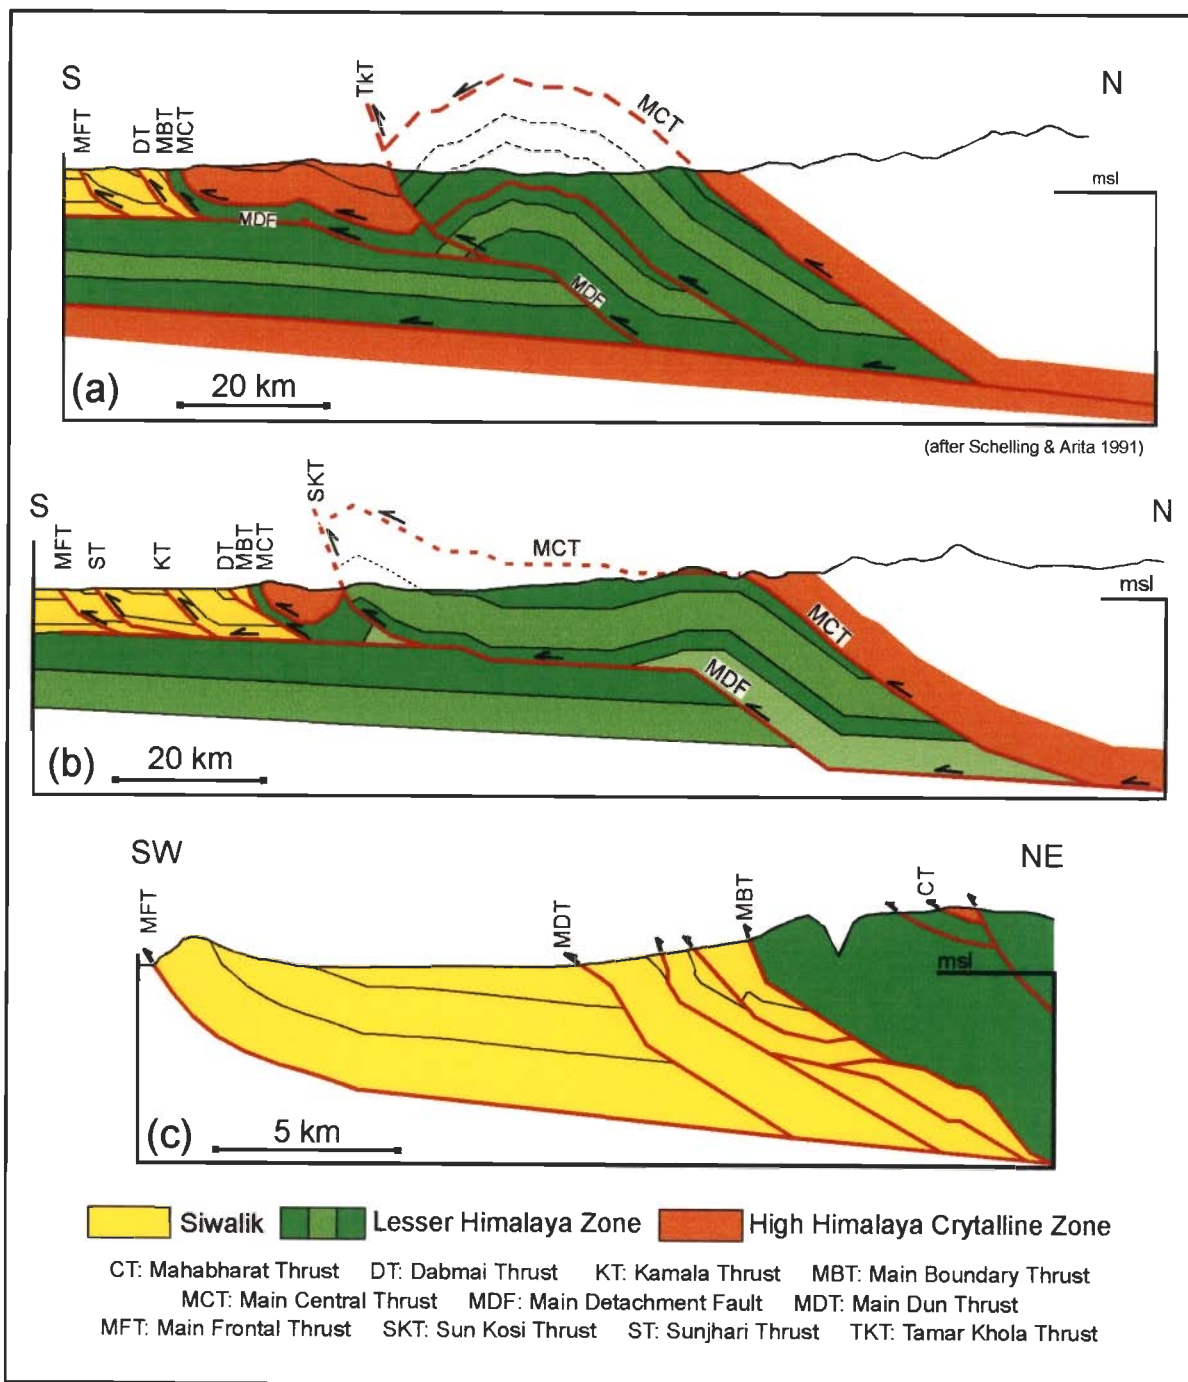 S
N
MFT
DT
MBT
MCT
TkT
MCT
msl
MDF
MDF
(a)
20 km
(after Schelling & Arita 1991)
S
N
MFT
ST
KT
DT
MBT
MCT
SKT
MCT
msl
MCT
MDF
(b)
20 km
SW
NE
MFT
MDT
MBT
CT
msl
(c)
5 km
Siwalik
Lesser Himalaya Zone
High Himalaya Crytalline Zone
CT: Mahabharat Thrust DT: Dabmai Thrust KT: Kamala Thrust MBT: Main Boundary Thrust
MCT: Main Central Thrust MDF: Main Detachment Fault MDT: Main Dun Thrust
MFT: Main Frontal Thrust SKT: Sun Kosi Thrust ST: Sunjhari Thrust TKT: Tamar Khola Thrust